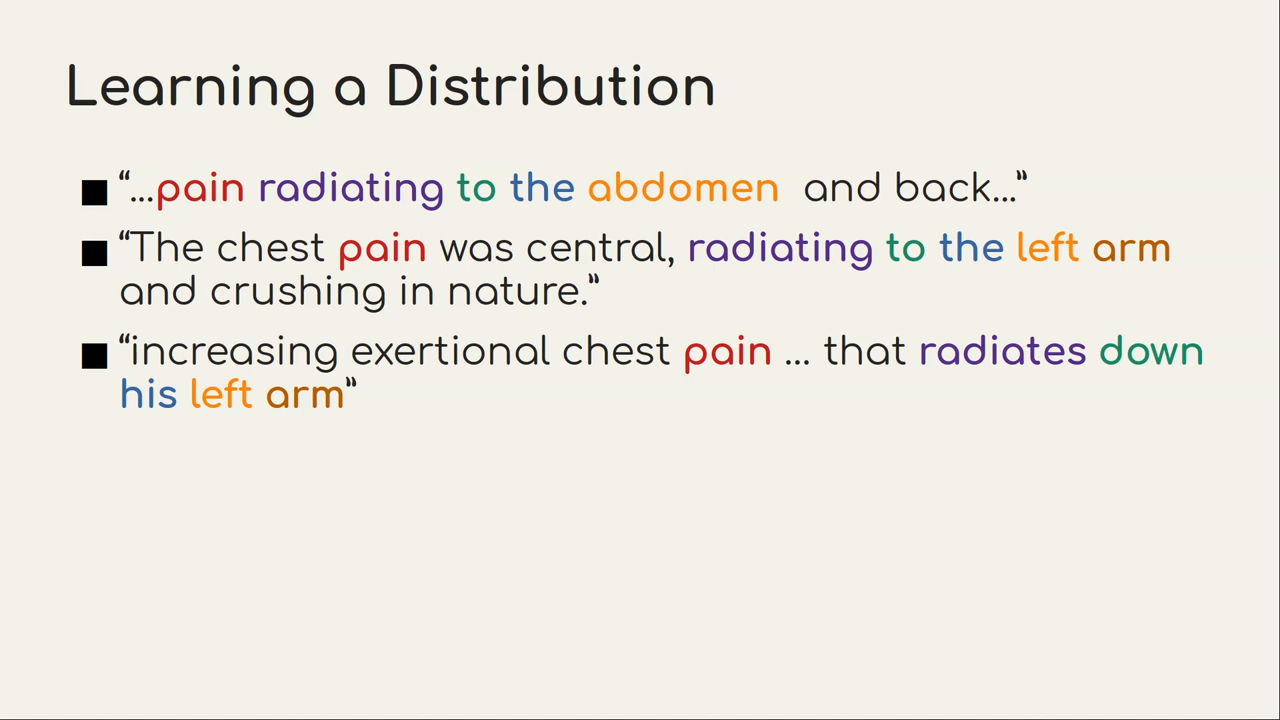 Learning a Distribution
■ “...pain radiating to the abdomen and back...”
■ “The chest pain was central, radiating to the left arm
and crushing in nature.”
■ “increasing exertional chest pain ... that radiates down
his left arm”